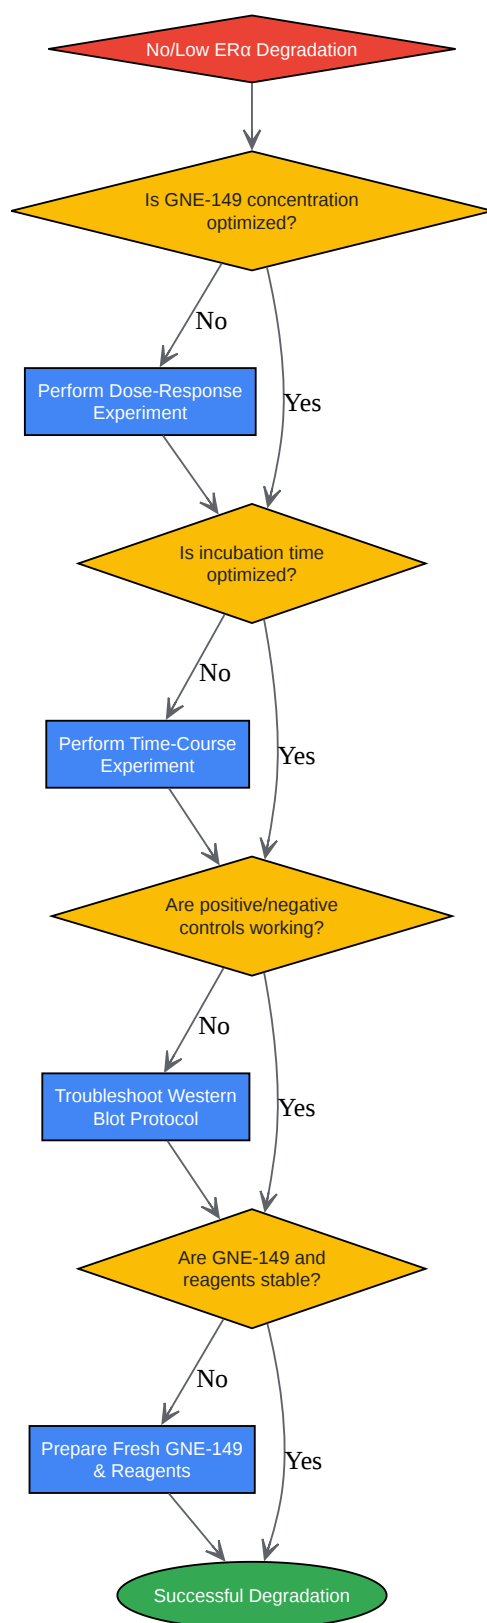 No/Low ERα Degradation
Is GNE-149 concentration
optimized?
No
Yes
Perform Dose-Response
Experiment
Is incubation time
optimized?
No
Yes
Perform Time-Course
Experiment
Are positive/negative
controls working?
No
Yes
Troubleshoot Western
Blot Protocol
Are GNE-149 and
reagents stable?
No
Yes
Prepare Fresh GNE-149
& Reagents
Successful Degradation